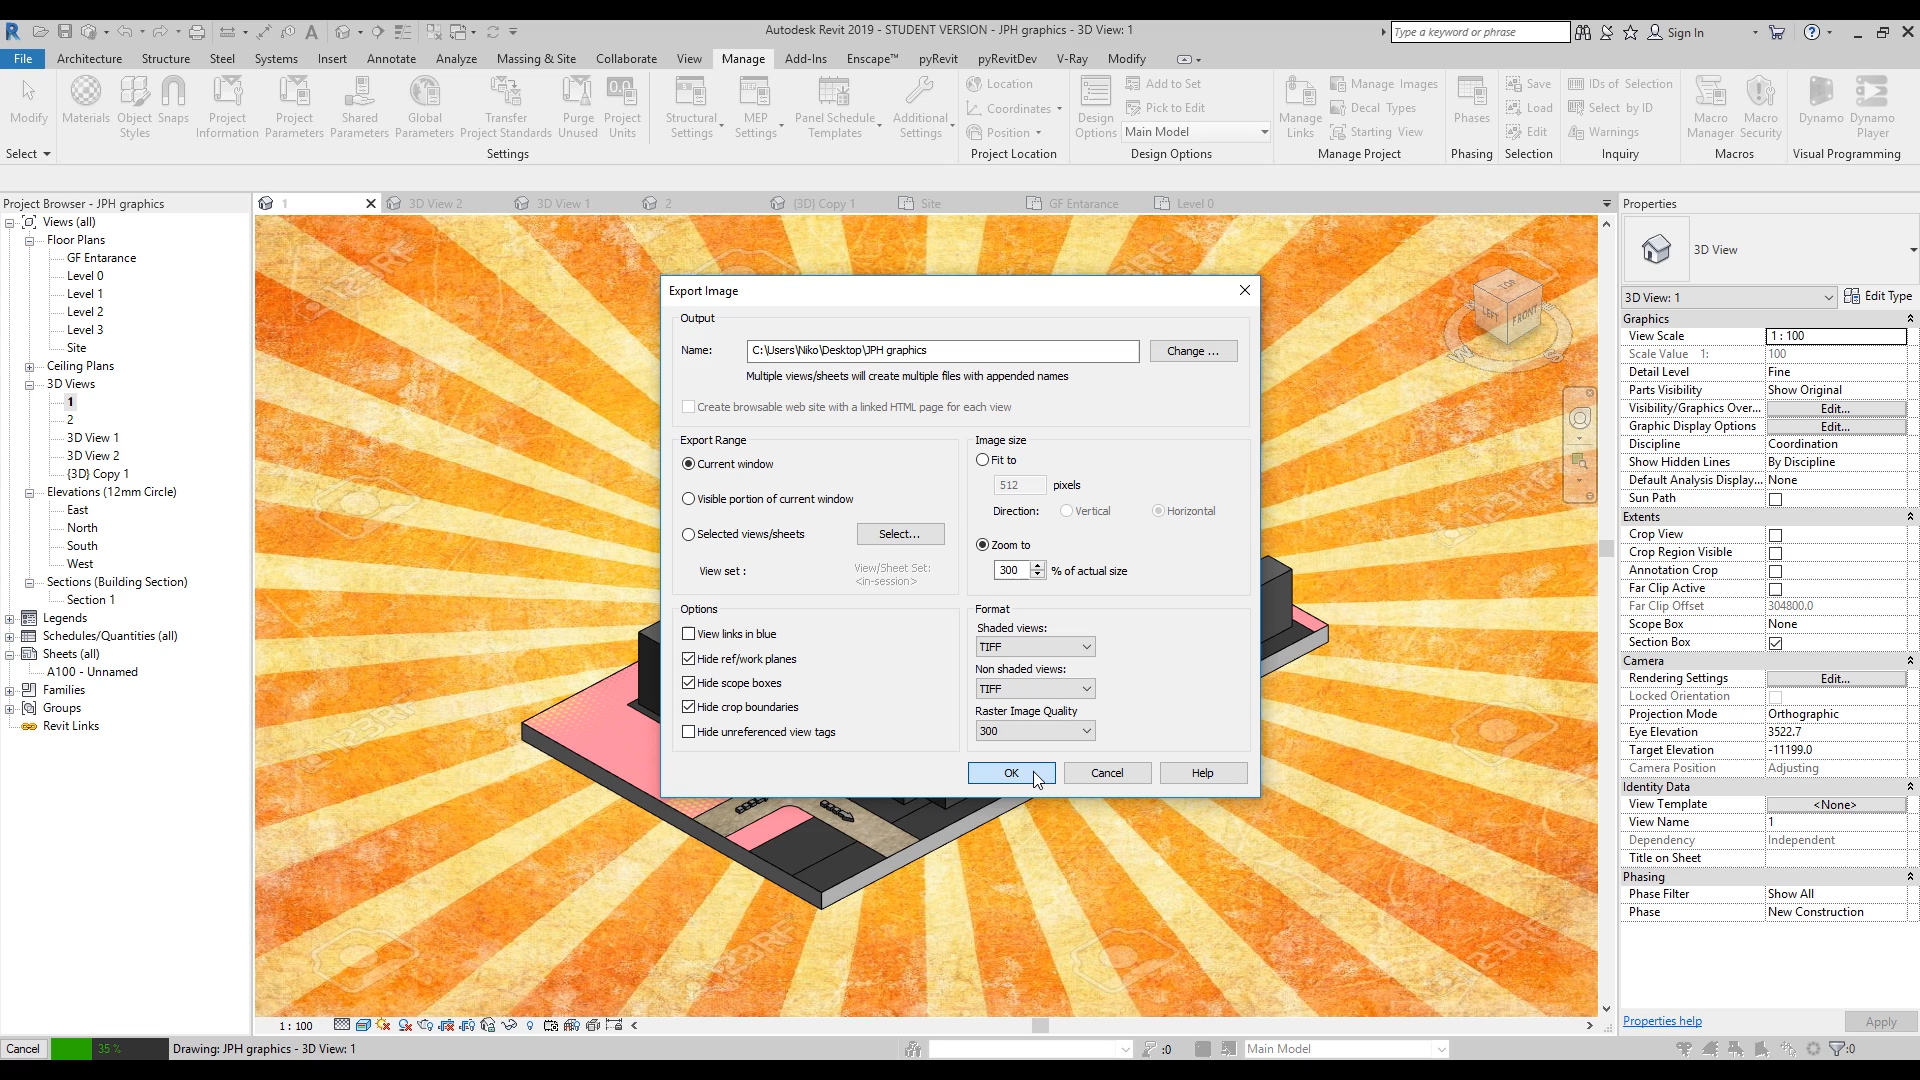 Autodesk Revit 2019 - STUDENT VERSION - JPH graphics - 3D View: 1
Type a keyword or phrase
Sign In
File Architecture Structure Steel Systems Insert Annotate Analyze Massing & Site Collaborate View Manage Add-Ins Enscape™ pyRevit pyRevitDev V-Ray Modify
Modify
Materials
Object Styles
Snaps
Project Information
Project Parameters
Shared Parameters
Global Parameters
Transfer Project Standards
Purge Unused
Project Units
Structural Settings
MEP Settings
Panel Schedule Templates
Additional Settings
Location
Coordinates
Position
Design Options
Add to Set
Pick to Edit
Main Model
Manage Links
Manage Images
Decal Types
Starting View
Phases
Save
Load
Edit
IDs of Selection
Select by ID
Warnings
Macro Manager
Macro Security
Dynamo
Dynamo Player
Select
Settings
Project Location
Design Options
Manage Project
Phasing
Selection
Inquiry
Macros
Visual Programming
Project Browser - JPH graphics
Views (all)
Floor Plans
GF Entarance
Level 0
Level 1
Level 2
Level 3
Site
Ceiling Plans
3D Views
1
2
3D View 1
3D View 2
{3D} Copy 1
Elevations (12mm Circle)
East
North
South
West
Sections (Building Section)
Section 1
Legends
Schedules/Quantities (all)
Sheets (all)
A100 - Unnamed
Families
Groups
Revit Links
1
3D View 2
3D View 1
2
{3D} Copy 1
Site
GF Entarance
Level 0
TOP
LEFT
FRONT
W
S
123RF
Export Image
Output
Name:
C:\Users\Niko\Desktop\JPH graphics
Change ...
Multiple views/sheets will create multiple files with appended names
Create browsable web site with a linked HTML page for each view
Export Range
Current window
Visible portion of current window
Selected views/sheets
Select...
View set :
View/Sheet Set:
<in-session>
Image size
Fit to
512 pixels
Direction: Vertical Horizontal
Zoom to
300 % of actual size
Options
View links in blue
Hide ref/work planes
Hide scope boxes
Hide crop boundaries
Hide unreferenced view tags
Format
Shaded views:
TIFF
Non shaded views:
TIFF
Raster Image Quality
300
OK
Cancel
Help
Properties
3D View
3D View: 1
Edit Type
Graphics
View Scale 1 : 100
Scale Value 1: 100
Detail Level Fine
Parts Visibility Show Original
Visibility/Graphics Over... Edit...
Graphic Display Options Edit...
Discipline Coordination
Show Hidden Lines By Discipline
Default Analysis Display... None
Sun Path
Extents
Crop View
Crop Region Visible
Annotation Crop
Far Clip Active
Far Clip Offset 304800.0
Scope Box None
Section Box
Camera
Rendering Settings Edit...
Locked Orientation
Projection Mode Orthographic
Eye Elevation 3522.7
Target Elevation -11199.0
Camera Position Adjusting
Identity Data
View Template <None>
View Name 1
Dependency Independent
Title on Sheet
Phasing
Phase Filter Show All
Phase New Construction
Properties help
Apply
1 : 100
Cancel
35 %
Drawing: JPH graphics - 3D View: 1
:0
Main Model
:0